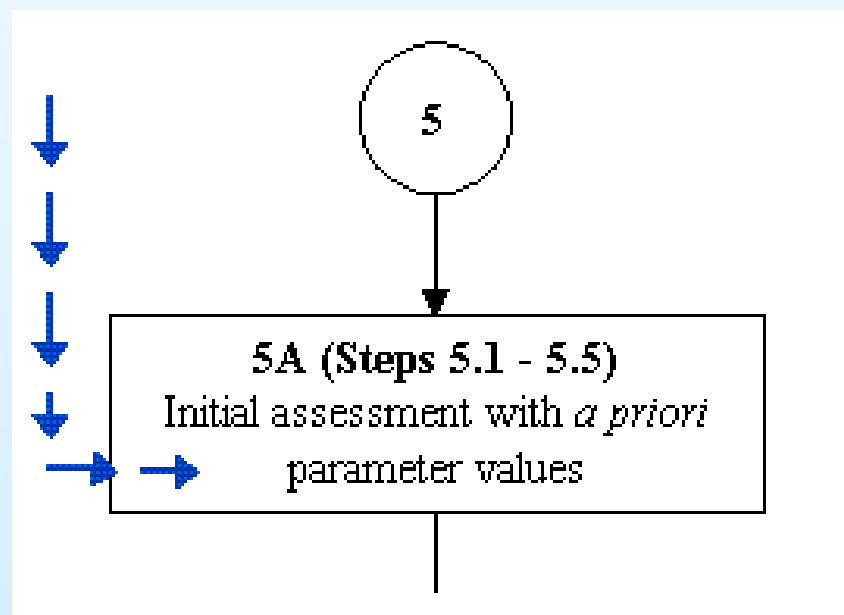 5
5A (Steps 5.1 - 5.5)
Initial assessment with a priori
parameter values